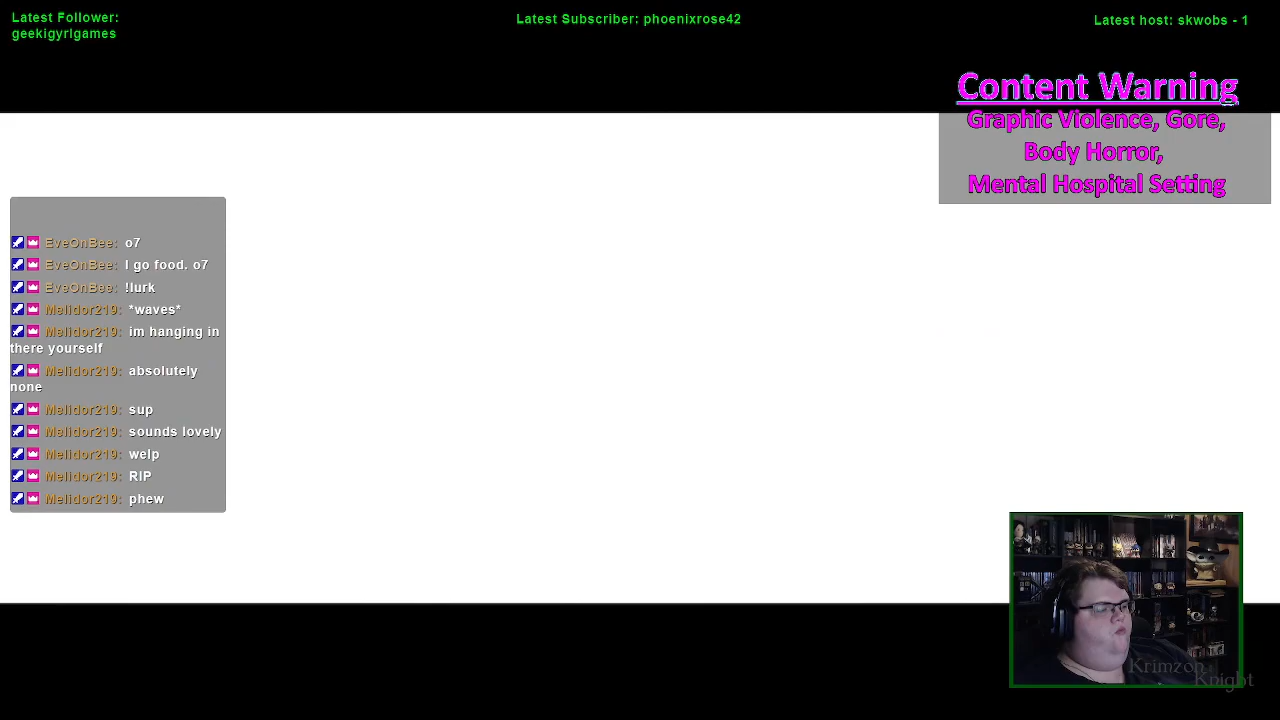 Latest Follower:
geekigyrlgames
Latest Subscriber: phoenixrose42
Latest host: skwobs - 1
Content Warning
Graphic Violence, Gore,
Body Horror,
Mental Hospital Setting
EveOnBee: o7
EveOnBee: I go food. o7
EveOnBee: !lurk
Melidor219: *waves*
Melidor219: im hanging in
there yourself
Melidor219: absolutely
none
Melidor219: sup
Melidor219: sounds lovely
Melidor219: welp
Melidor219: RIP
Melidor219: phew
Krimzon
Knight